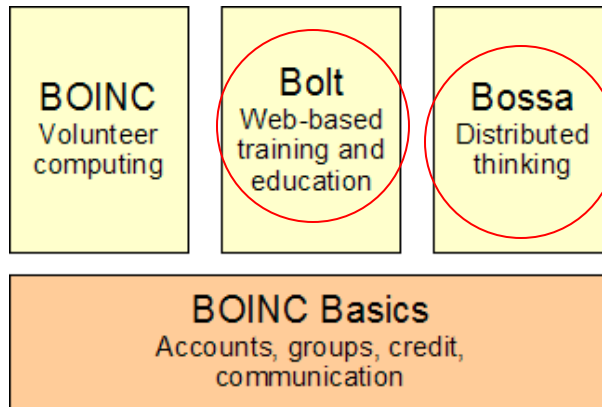 BOINC
Volunteer
computing
Bolt
Web-based
training and
education
Bossa
Distributed
thinking
BOINC Basics
Accounts, groups, credit,
communication